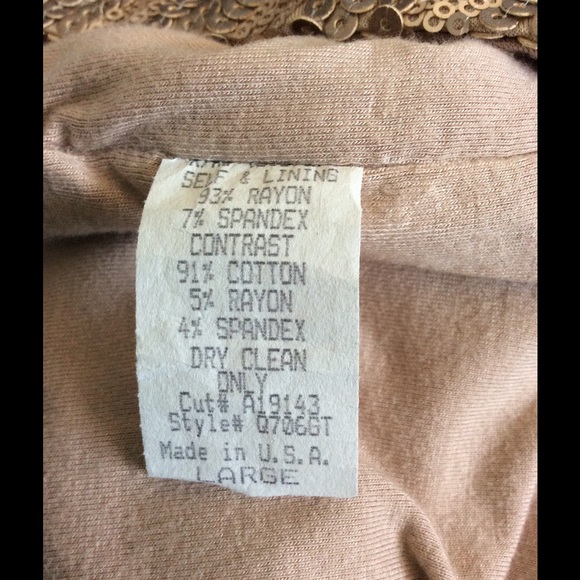 SELF & LINING
93% RAYON
7% SPANDEX
CONTRAST
91% COTTON
5% RAYON
4% SPANDEX
DRY CLEAN
ONLY
Cut# A19143
Style# Q706GT
Made in U.S.A.
LARGE